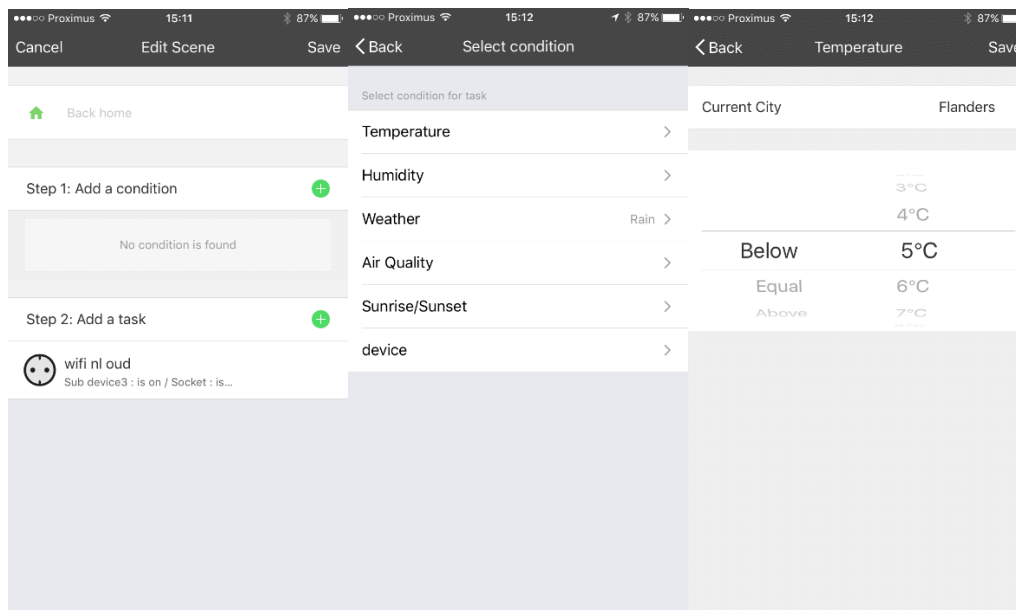 Proximus 15:11 87%
Cancel Edit Scene Save
Back home
Step 1: Add a condition
No condition is found
Step 2: Add a task
wifi nl oud
Sub device3 : is on / Socket : is...
Proximus 15:12 87%
Back Select condition
Select condition for task
Temperature
Humidity
Weather Rain
Air Quality
Sunrise/Sunset
device
Proximus 15:12 87%
Back Temperature Save
Current City Flanders
3°C
4°C
Below 5°C
Equal 6°C
Above 7°C